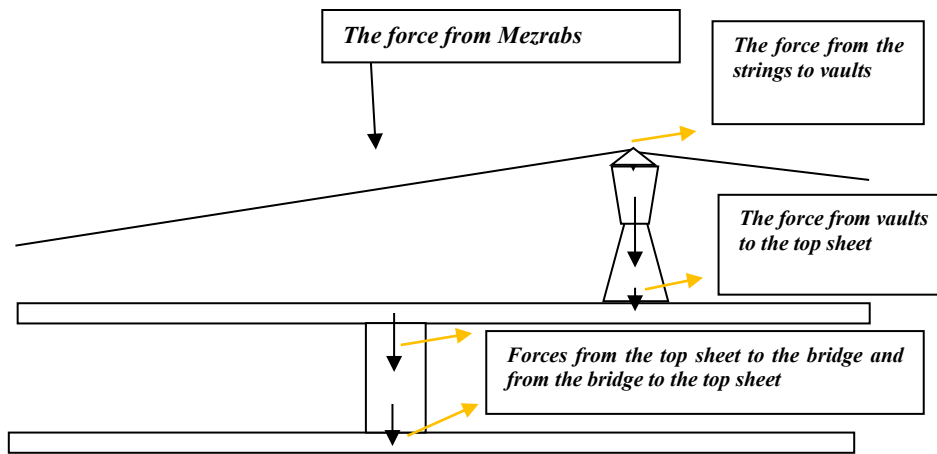 The force from Mezrabs
The force from the
strings to vaults
The force from vaults
to the top sheet
Forces from the top sheet to the bridge and
from the bridge to the top sheet